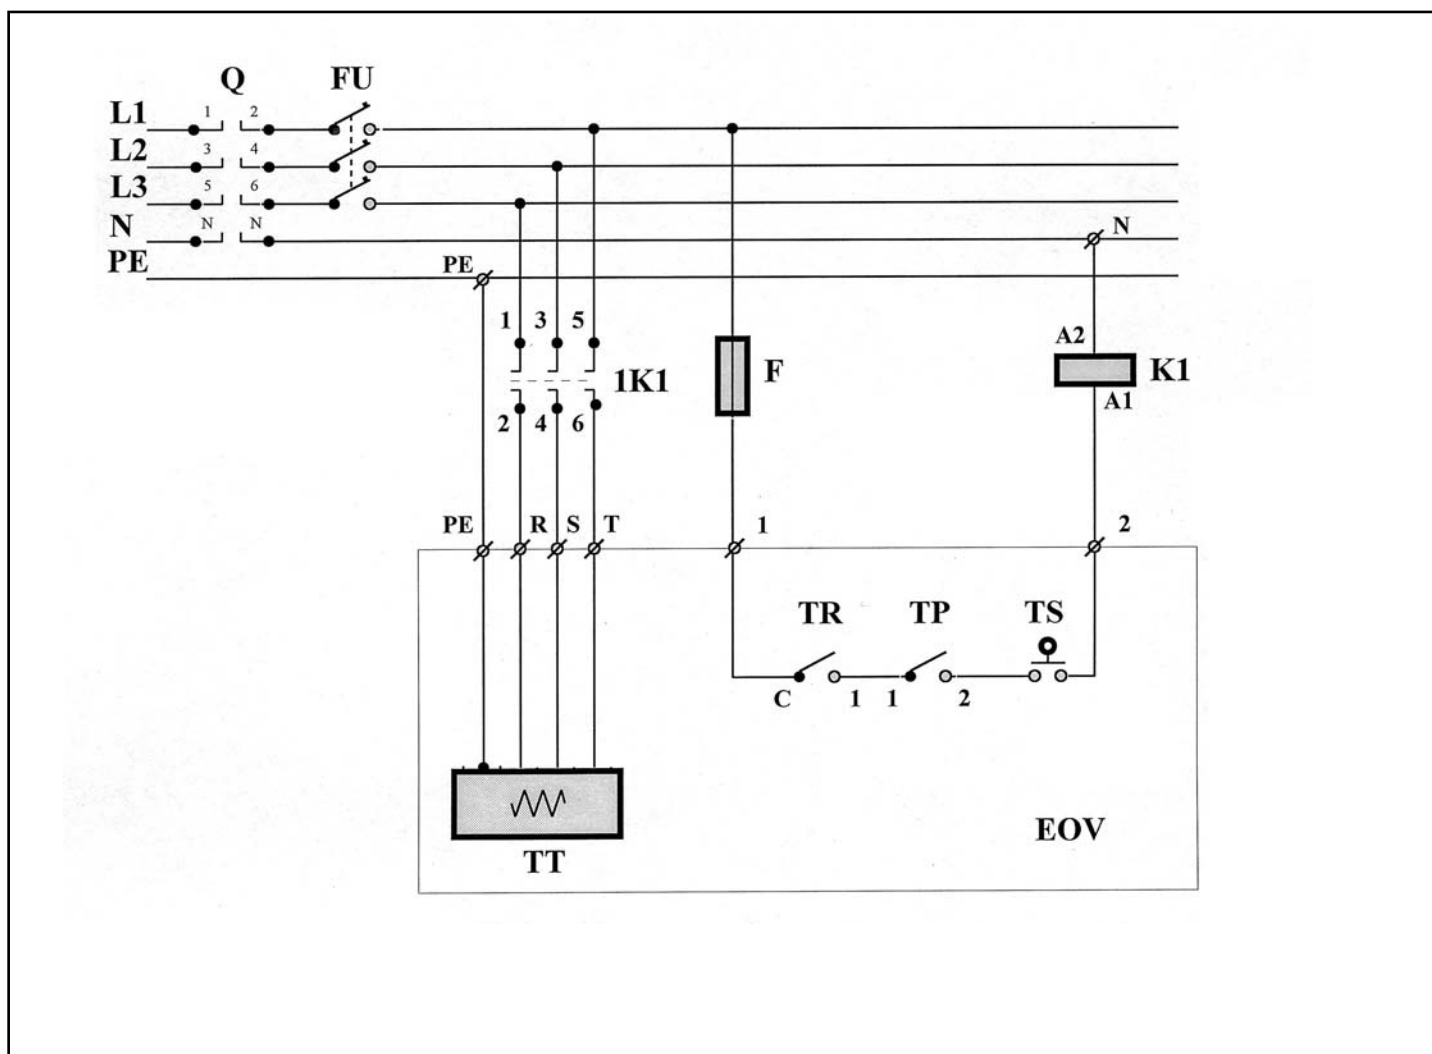 Q FU
L1 1 2
L2 3 4
L3 5 6
N N N N
PE PE
1 3 5
A2
1K1 F K1
A1
2 4 6
PE R S T 1 2
TR TP TS
C 1 1 2
EOV
TT